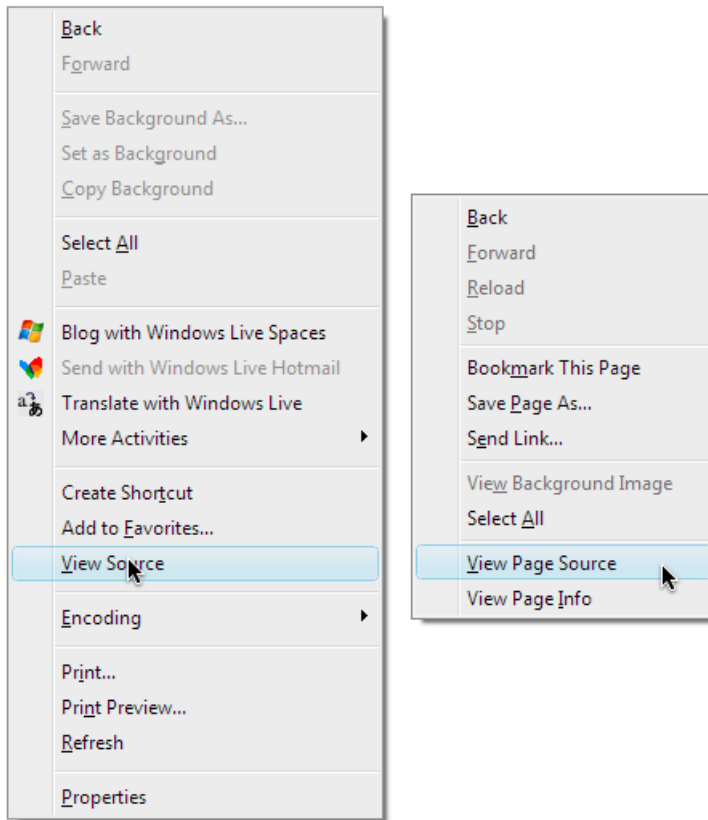 Back
Forward
Save Background As...
Set as Background
Copy Background
Select All
Paste
Blog with Windows Live Spaces
Send with Windows Live Hotmail
aあ Translate with Windows Live
More Activities
Create Shortcut
Add to Favorites...
View Source
Encoding
Print...
Print Preview...
Refresh
Properties
Back
Forward
Reload
Stop
Bookmark This Page
Save Page As...
Send Link...
View Background Image
Select All
View Page Source
View Page Info